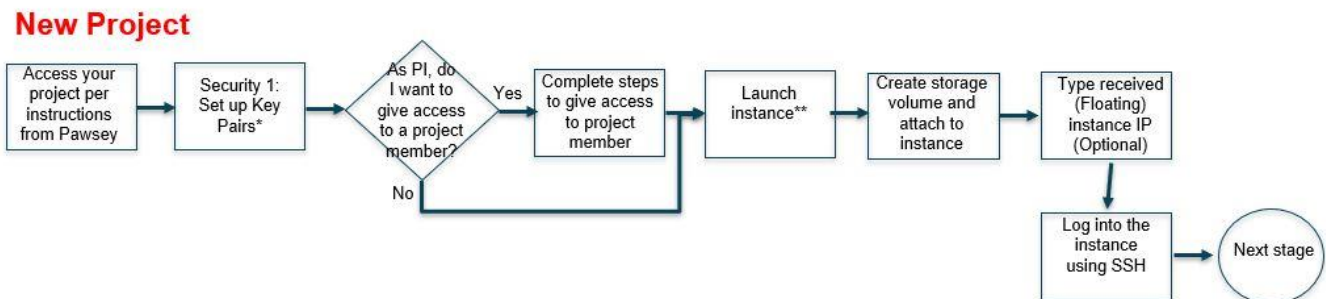 New Project
Access your
project per
instructions
from Pawsey
Security 1:
Set up Key
Pairs*
As PI, do
I want to
give access
to a project
member?
Yes
No
Complete steps
to give access
to project
member
Launch
instance**
Create storage
volume and
attach to
instance
Type received
(Floating)
instance IP
(Optional)
Log into the
instance
using SSH
Next stage